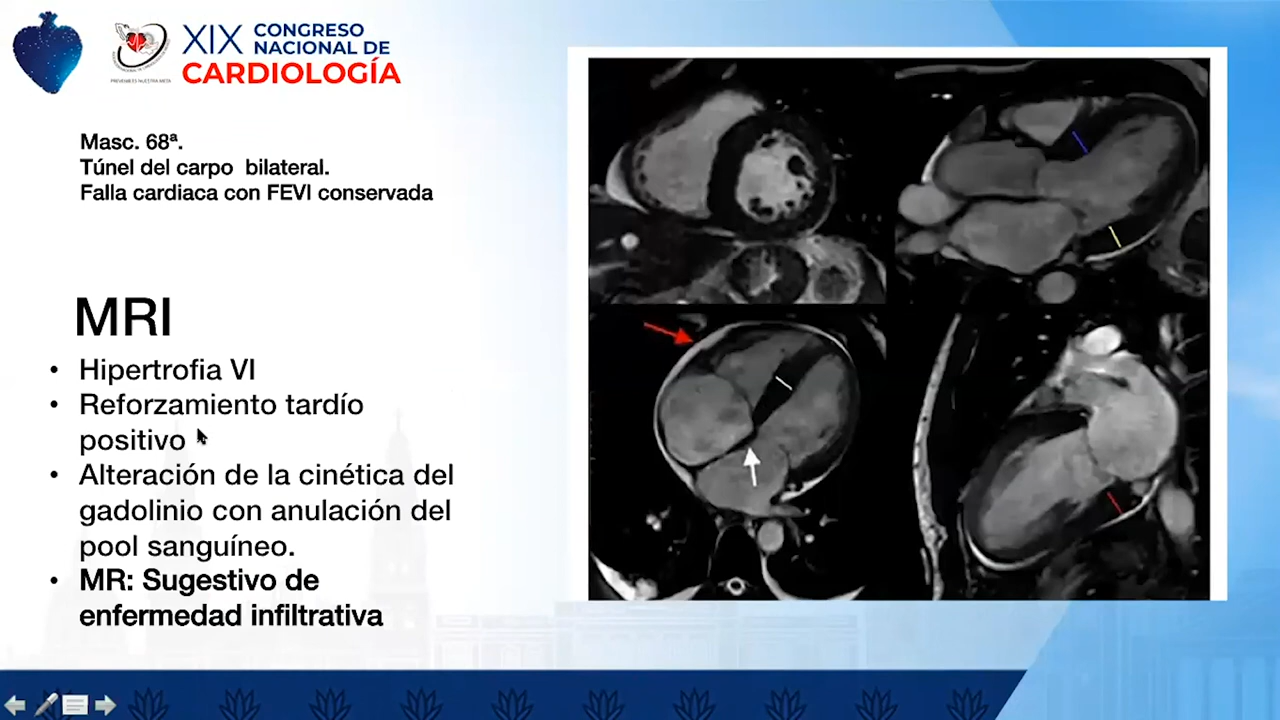 XIX CONGRESO
NACIONAL DE
CARDIOLOGÍA
Masc. 68ª.
Túnel del carpo bilateral.
Falla cardiaca con FEVI conservada
MRI
• Hipertrofia VI
• Reforzamiento tardío
positivo
• Alteración de la cinética del
gadolinio con anulación del
pool sanguíneo.
• MR: Sugestivo de
enfermedad infiltrativa